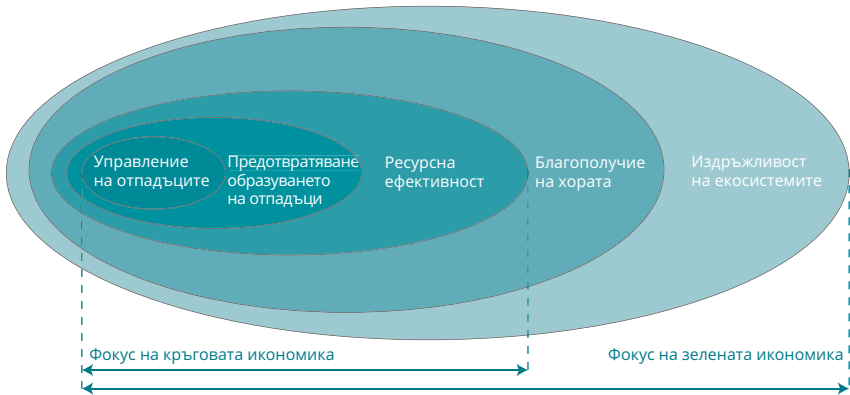 Управление
на отпадъците
Предотвратяване
образуването
на отпадъци
Ресурсна
ефективност
Благополучие
на хората
Издръжливост
на екосистемите
Фокус на кръговата икономика
Фокус на зелената икономика